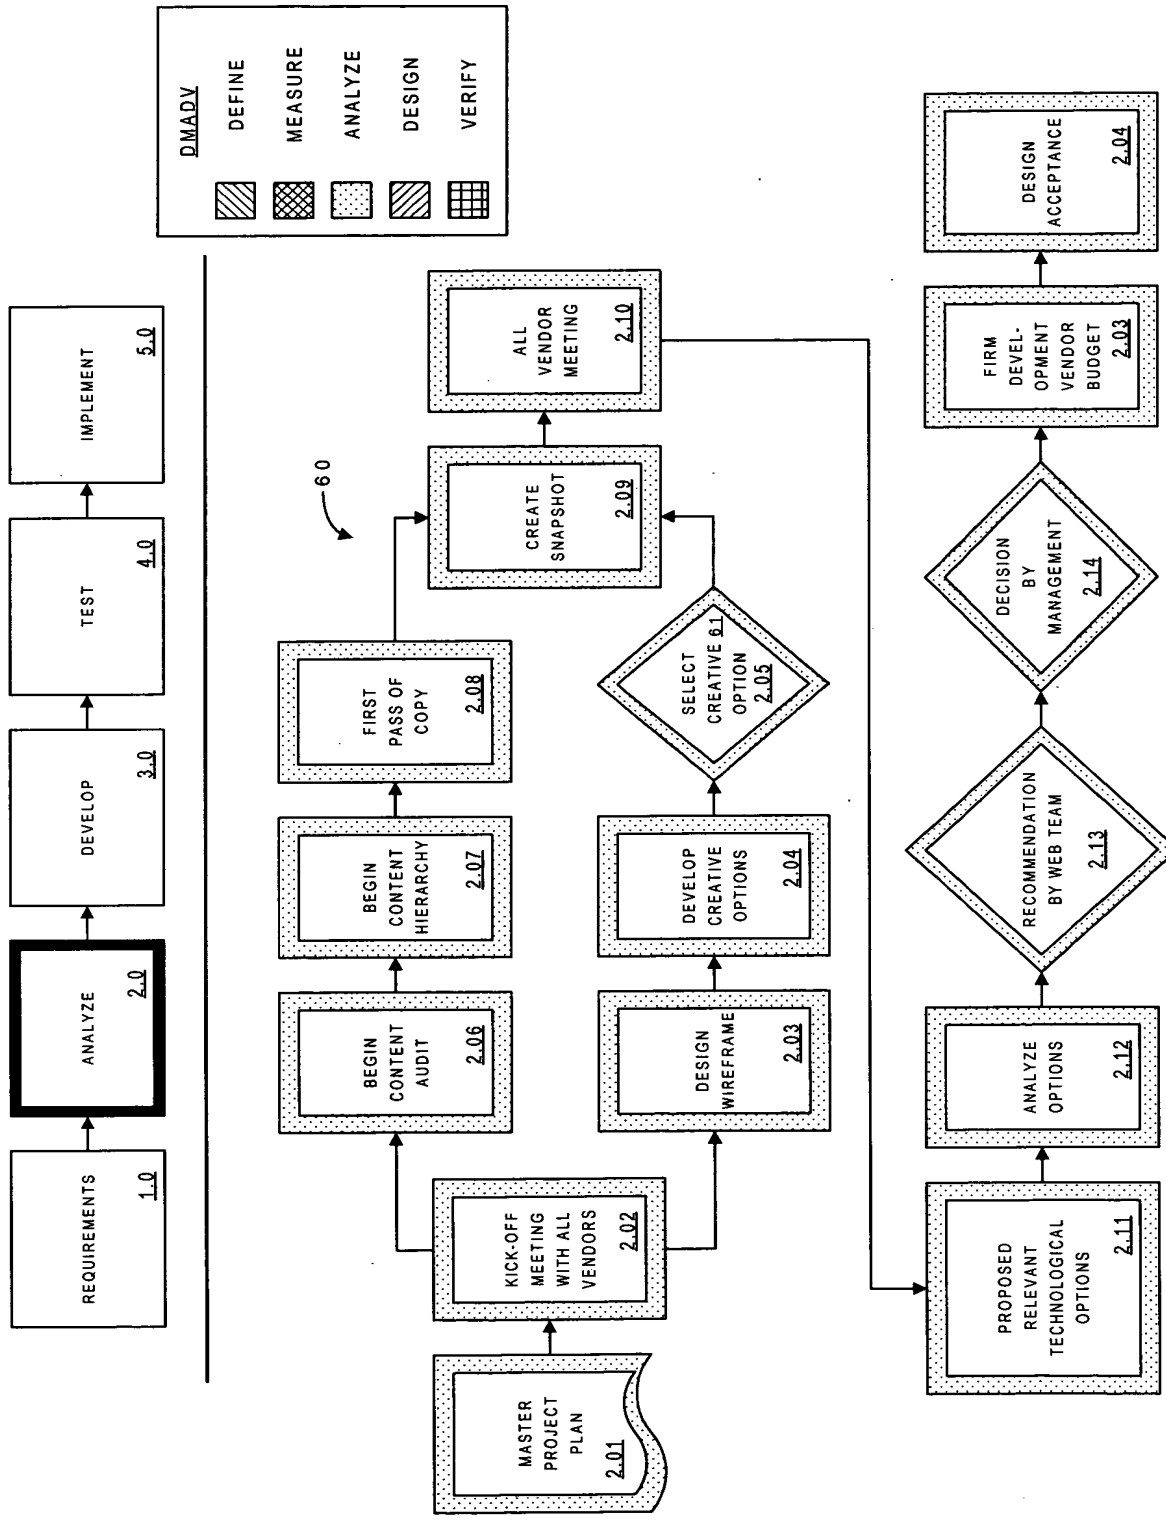 REQUIREMENTS
1.0
ANALYZE
2.0
DEVELOP
3.0
TEST
4.0
IMPLEMENT
5.0
DMADV
DEFINE
MEASURE
ANALYZE
DESIGN
VERIFY
60
MASTER
PROJECT
PLAN
2.01
KICK-OFF
MEETING
WITH ALL
VENDORS
2.02
BEGIN
CONTENT
AUDIT
2.06
BEGIN
CONTENT
HIERARCHY
2.07
FIRST
PASS OF
COPY
2.08
DESIGN
WIREFRAME
2.03
DEVELOP
CREATIVE
OPTIONS
2.04
SELECT
CREATIVE 61
OPTION
2.05
CREATE
SNAPSHOT
2.09
ALL
VENDOR
MEETING
2.10
PROPOSED
RELEVANT
TECHNOLOGICAL
OPTIONS
2.11
ANALYZE
OPTIONS
2.12
RECOMMENDATION
BY WEB TEAM
2.13
DECISION
BY
MANAGEMENT
2.14
FIRM
DEVEL-
OPMENT
VENDOR
BUDGET
2.03
DESIGN
ACCEPTANCE
2.04